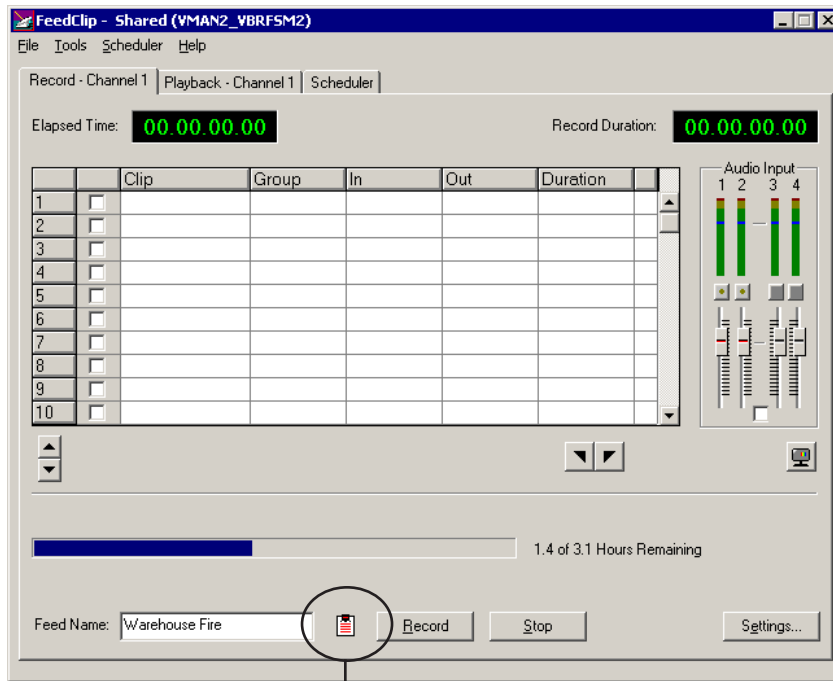 FeedClip - Shared (VMAN2_VBRFSM2)
File Tools Scheduler Help
Record - Channel 1 Playback - Channel 1 Scheduler
Elapsed Time: 00.00.00.00 Record Duration: 00.00.00.00
Clip Group In Out Duration
Audio Input
1 2 3 4
1
2
3
4
5
6
7
8
9
10
1.4 of 3.1 Hours Remaining
Feed Name: Warehouse Fire Record Stop Settings...